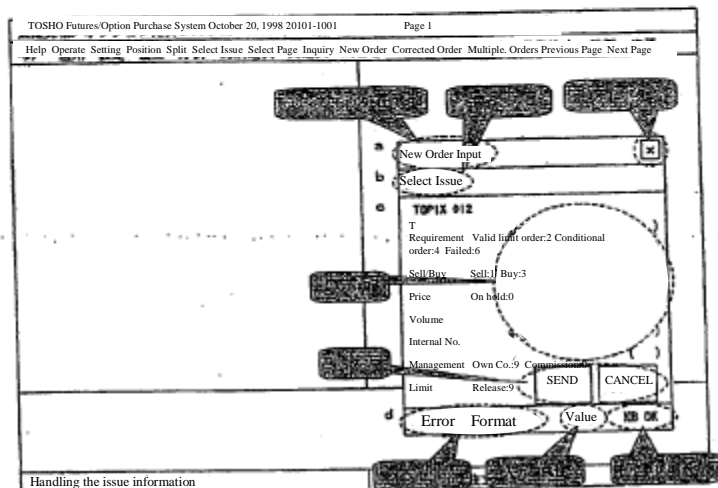 TOSHO Futures/Option Purchase System October 20, 1998 20101-1001 Page 1
Help Operate Setting Position Split Select Issue Select Page Inquiry New Order Corrected Order Multiple. Orders Previous Page Next Page
a
New Order Input
x
b
Select Issue
c
TOPIX 912
T
Requirement Valid limit order:2 Conditional
order:4 Failed:6
Sell/Buy Sell:1 Buy:3
Price On hold:0
Volume
Internal No.
Management Own Co.:9 Commission:0
Limit Release:9
SEND CANCEL
d
Error Format Value KB OK
Handling the issue information